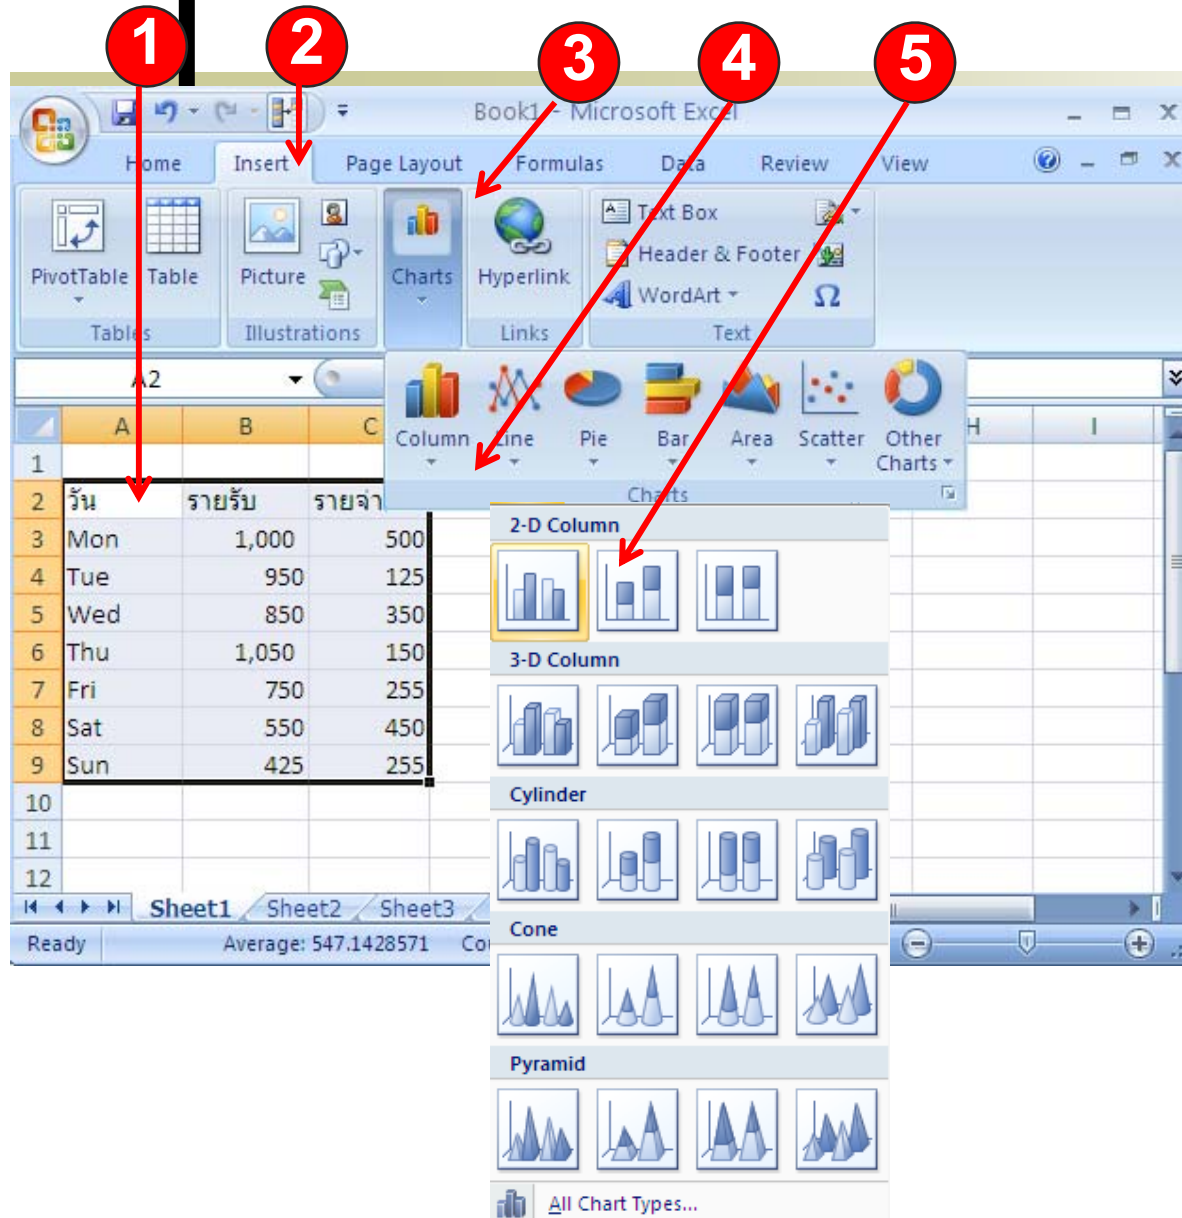 1 2 3 4 5
Book1 - Microsoft Excel
Home Insert Page Layout Formulas Data Review View
PivotTable Table Picture Charts Hyperlink
Text Box
Header & Footer
WordArt Ω
Tables Illustrations Links Text
A2
Column Line Pie Bar Area Scatter Other Charts
Charts
A B C H I
1
2 วัน รายรับ รายจ่า
3 Mon 1,000 500
4 Tue 950 125
5 Wed 850 350
6 Thu 1,050 150
7 Fri 750 255
8 Sat 550 450
9 Sun 425 255
10
11
12
2-D Column
3-D Column
Cylinder
Cone
Pyramid
All Chart Types...
Sheet1 Sheet2 Sheet3
Ready Average: 547.1428571